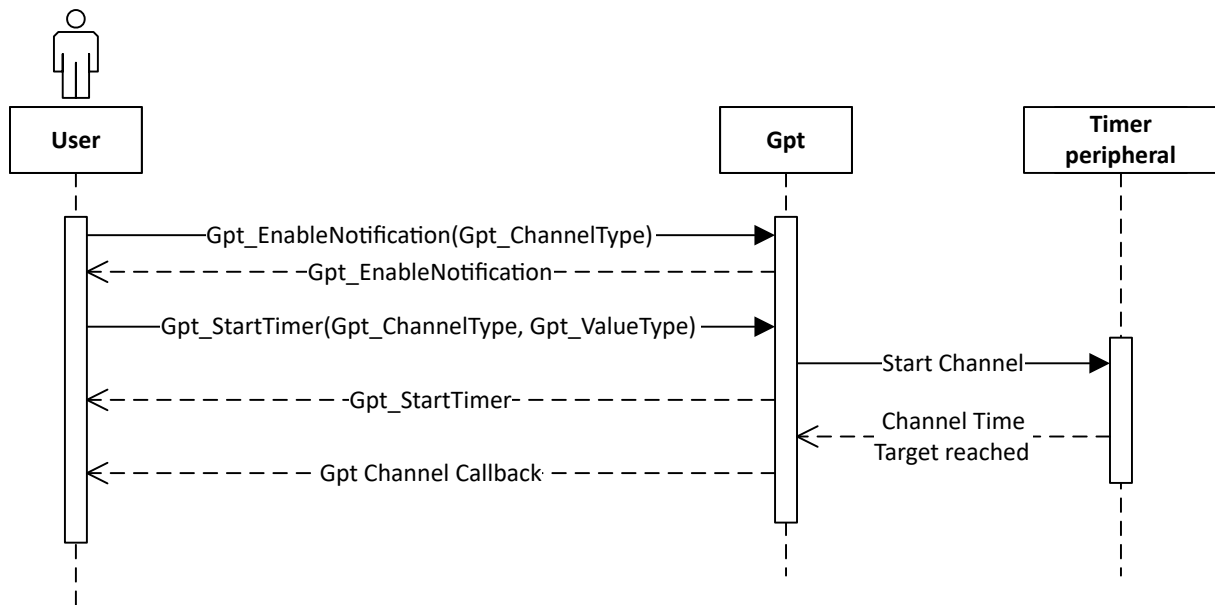 User
Gpt
Timer
peripheral
Gpt_EnableNotification(Gpt_ChannelType)
Gpt_EnableNotification
Gpt_StartTimer(Gpt_ChannelType, Gpt_ValueType)
Start Channel
Gpt_StartTimer
Channel Time
Target reached
Gpt Channel Callback